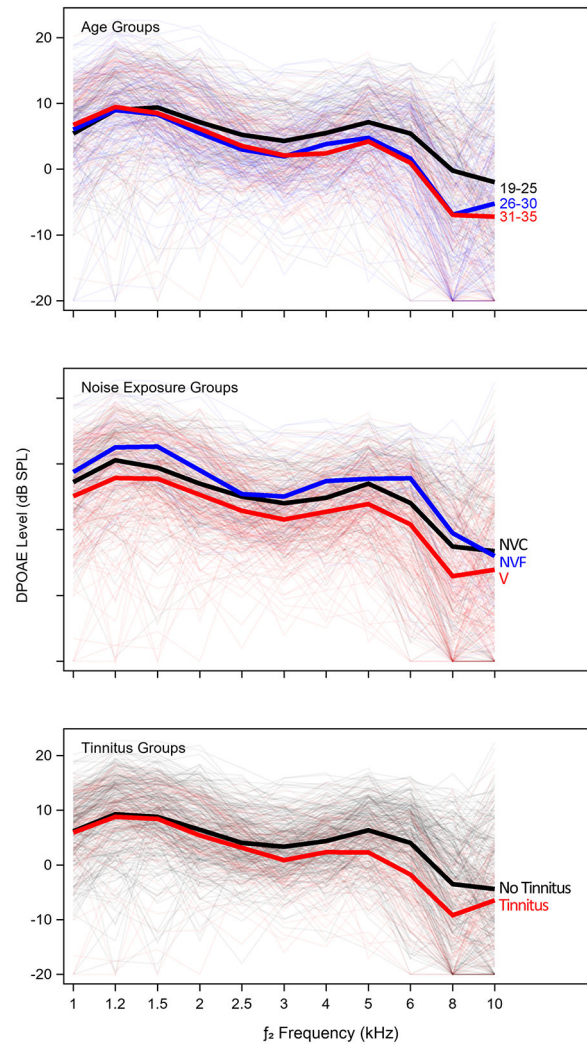 Age Groups
20
10
0
-10
-20
19-25
26-30
31-35
Noise Exposure Groups
DPOAE Level (dB SPL)
NVC
NVF
V
Tinnitus Groups
20
10
0
-10
-20
No Tinnitus
Tinnitus
1 1.2 1.5 2 2.5 3 4 5 6 8 10
ƒ₂ Frequency (kHz)